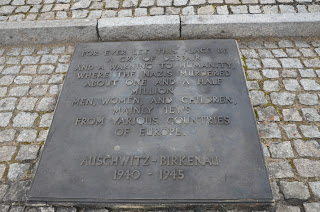 FOR EVER LET THIS PLACE BE
A CRY OF DESPAIR
AND A WARNING TO HUMANITY,
WHERE THE NAZIS MURDERED
ABOUT ONE AND A HALF
MILLION
MEN, WOMEN, AND CHILDREN,
MAINLY JEWS
FROM VARIOUS COUNTRIES
OF EUROPE.
AUSCHWITZ - BIRKENAU
1940 - 1945